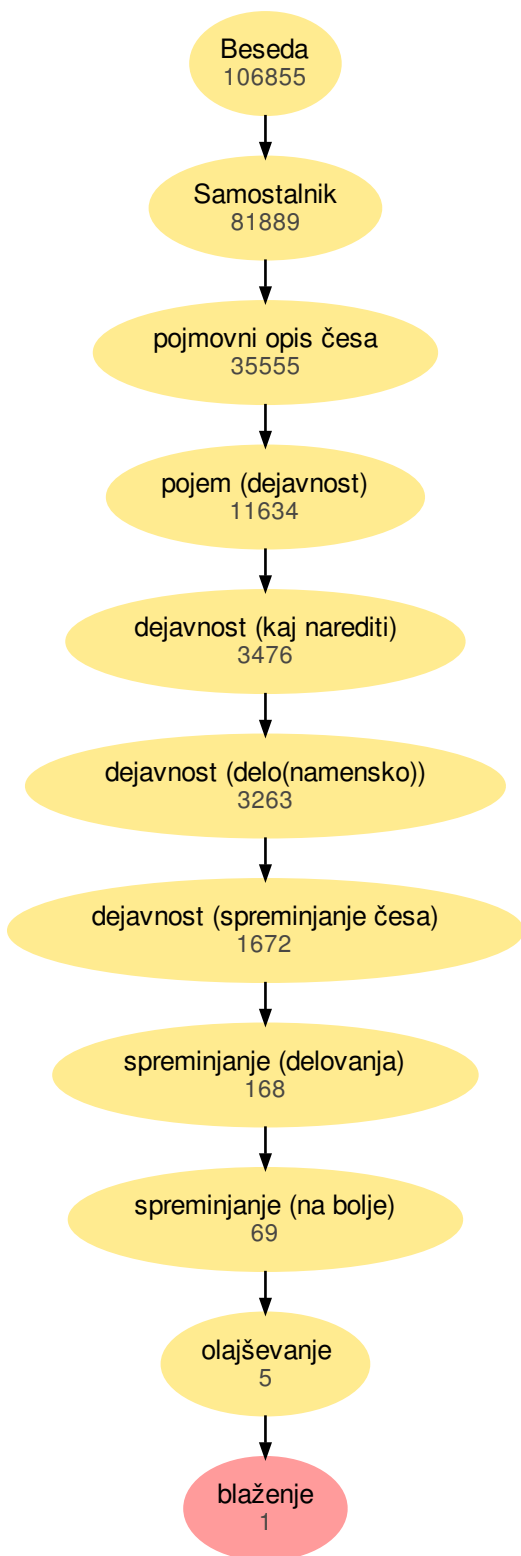 Beseda
106855
Samostalnik
81889
pojmovni opis česa
35555
pojem (dejavnost)
11634
dejavnost (kaj narediti)
3476
dejavnost (delo(namensko))
3263
dejavnost (spreminjanje česa)
1672
spreminjanje (delovanja)
168
spreminjanje (na bolje)
69
olajševanje
5
blaženje
1